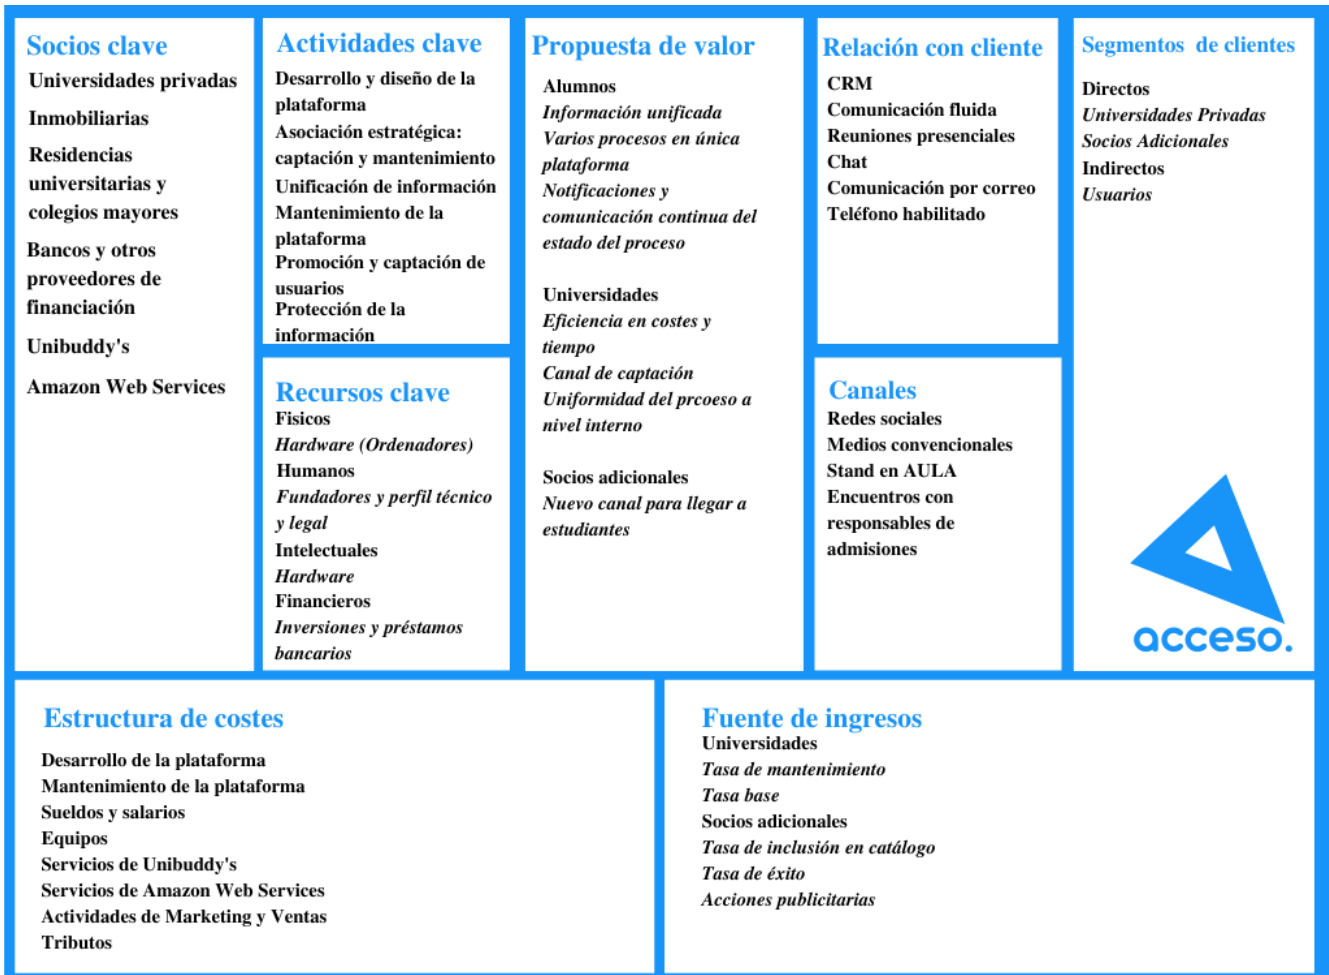 Socios clave
Universidades privadas
Inmobiliarias
Residencias
universitarias y
colegios mayores
Bancos y otros
proveedores de
financiación
Unibuddy's
Amazon Web Services
Actividades clave
Desarrollo y diseño de la
plataforma
Asociación estratégica:
captación y mantenimiento
Unificación de información
Mantenimiento de la
plataforma
Promoción y captación de
usuarios
Protección de la
información
Recursos clave
Fisicos
Hardware (Ordenadores)
Humanos
Fundadores y perfil técnico
y legal
Intelectuales
Hardware
Financieros
Inversiones y préstamos
bancarios
Propuesta de valor
Alumnos
Información unificada
Varios procesos en única
plataforma
Notificaciones y
comunicación continua del
estado del proceso
Universidades
Eficiencia en costes y
tiempo
Canal de captación
Uniformidad del prcoeso a
nivel interno
Socios adicionales
Nuevo canal para llegar a
estudiantes
Relación con cliente
CRM
Comunicación fluida
Reuniones presenciales
Chat
Comunicación por correo
Teléfono habilitado
Canales
Redes sociales
Medios convencionales
Stand en AULA
Encuentros con
responsables de
admisiones
Segmentos de clientes
Directos
Universidades Privadas
Socios Adicionales
Indirectos
Usuarios
acceso.
Estructura de costes
Desarrollo de la plataforma
Mantenimiento de la plataforma
Sueldos y salarios
Equipos
Servicios de Unibuddy's
Servicios de Amazon Web Services
Actividades de Marketing y Ventas
Tributos
Fuente de ingresos
Universidades
Tasa de mantenimiento
Tasa base
Socios adicionales
Tasa de inclusión en catálogo
Tasa de éxito
Acciones publicitarias